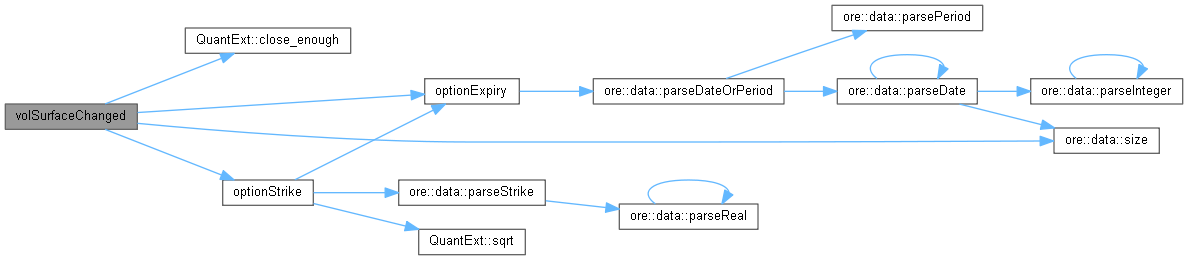 volSurfaceChanged
QuantExt::close_enough
optionExpiry
optionStrike
ore::data::parseDateOrPeriod
ore::data::parsePeriod
ore::data::parseDate
ore::data::parseInteger
ore::data::size
ore::data::parseStrike
ore::data::parseReal
QuantExt::sqrt